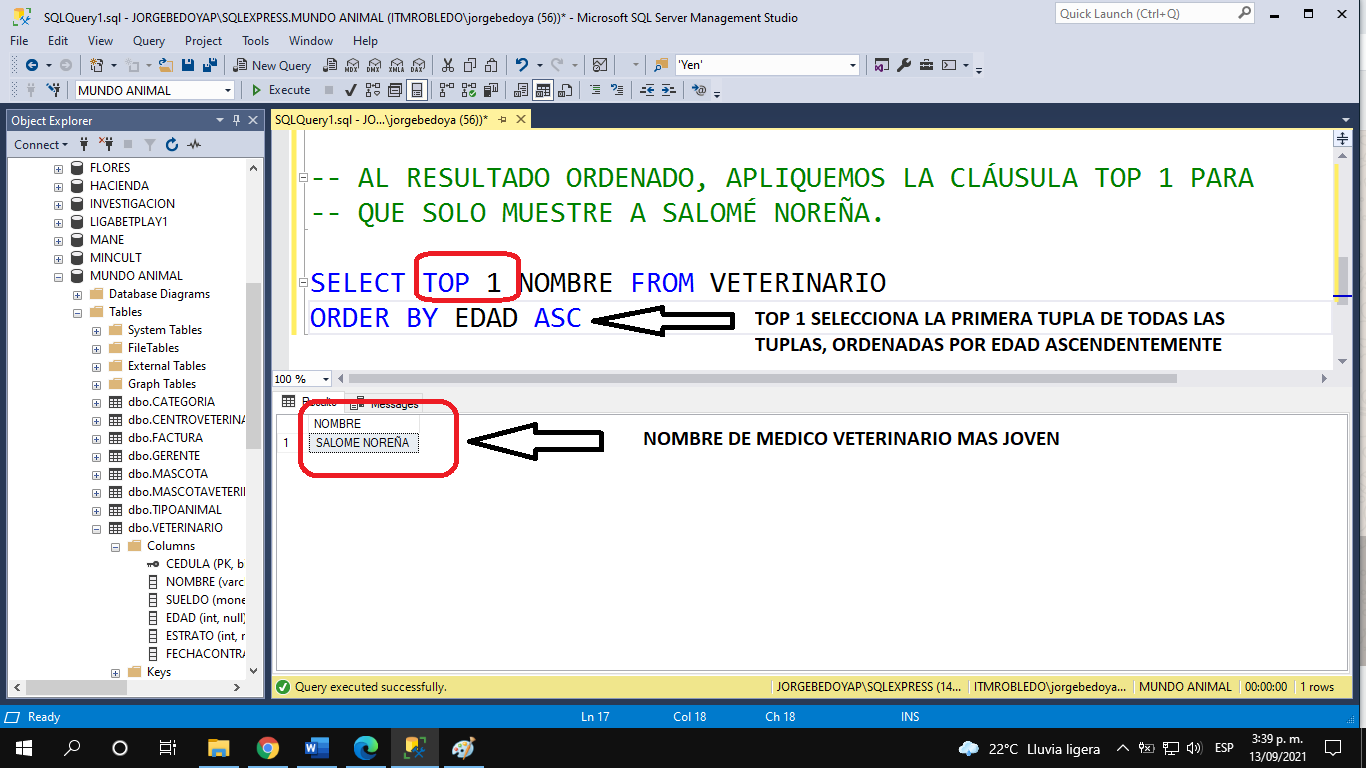 SQLQuery1.sql - JORGEBEDOYAP\SQLEXPRESS.MUNDO ANIMAL (ITMROBLEDO\jorgebedoya (56))* - Microsoft SQL Server Management Studio
Quick Launch (Ctrl+Q)
File Edit View Query Project Tools Window Help
New Query
MDX DMX XMLA DAX
'Yen'
MUNDO ANIMAL
Execute
Object Explorer
Connect
FLORES
HACIENDA
INVESTIGACION
LIGABETPLAY1
MANE
MINCULT
MUNDO ANIMAL
Database Diagrams
Tables
System Tables
FileTables
External Tables
Graph Tables
dbo.CATEGORIA
dbo.CENTROVETERINA
dbo.FACTURA
dbo.GERENTE
dbo.MASCOTA
dbo.MASCOTAVETERI
dbo.TIPOANIMAL
dbo.VETERINARIO
Columns
CEDULA (PK, b
NOMBRE (varc
SUELDO (mone
EDAD (int, null)
ESTRATO (int, r
FECHACONTRA
Keys
SQLQuery1.sql - JO...\jorgebedoya (56))*
-- AL RESULTADO ORDENADO, APLIQUEMOS LA CLÁUSULA TOP 1 PARA
-- QUE SOLO MUESTRE A SALOMÉ NOREÑA.
SELECT TOP 1 NOMBRE FROM VETERINARIO
ORDER BY EDAD ASC
TOP 1 SELECCIONA LA PRIMERA TUPLA DE TODAS LAS
TUPLAS, ORDENADAS POR EDAD ASCENDENTEMENTE
100 %
Results Messages
NOMBRE
1 SALOME NOREÑA
NOMBRE DE MEDICO VETERINARIO MAS JOVEN
Query executed successfully.
JORGEBEDOYAP\SQLEXPRESS (14... ITMROBLEDO\jorgebedoya... MUNDO ANIMAL 00:00:00 1 rows
Ready Ln 17 Col 18 Ch 18 INS
22°C Lluvia ligera
ESP
3:39 p. m.
13/09/2021